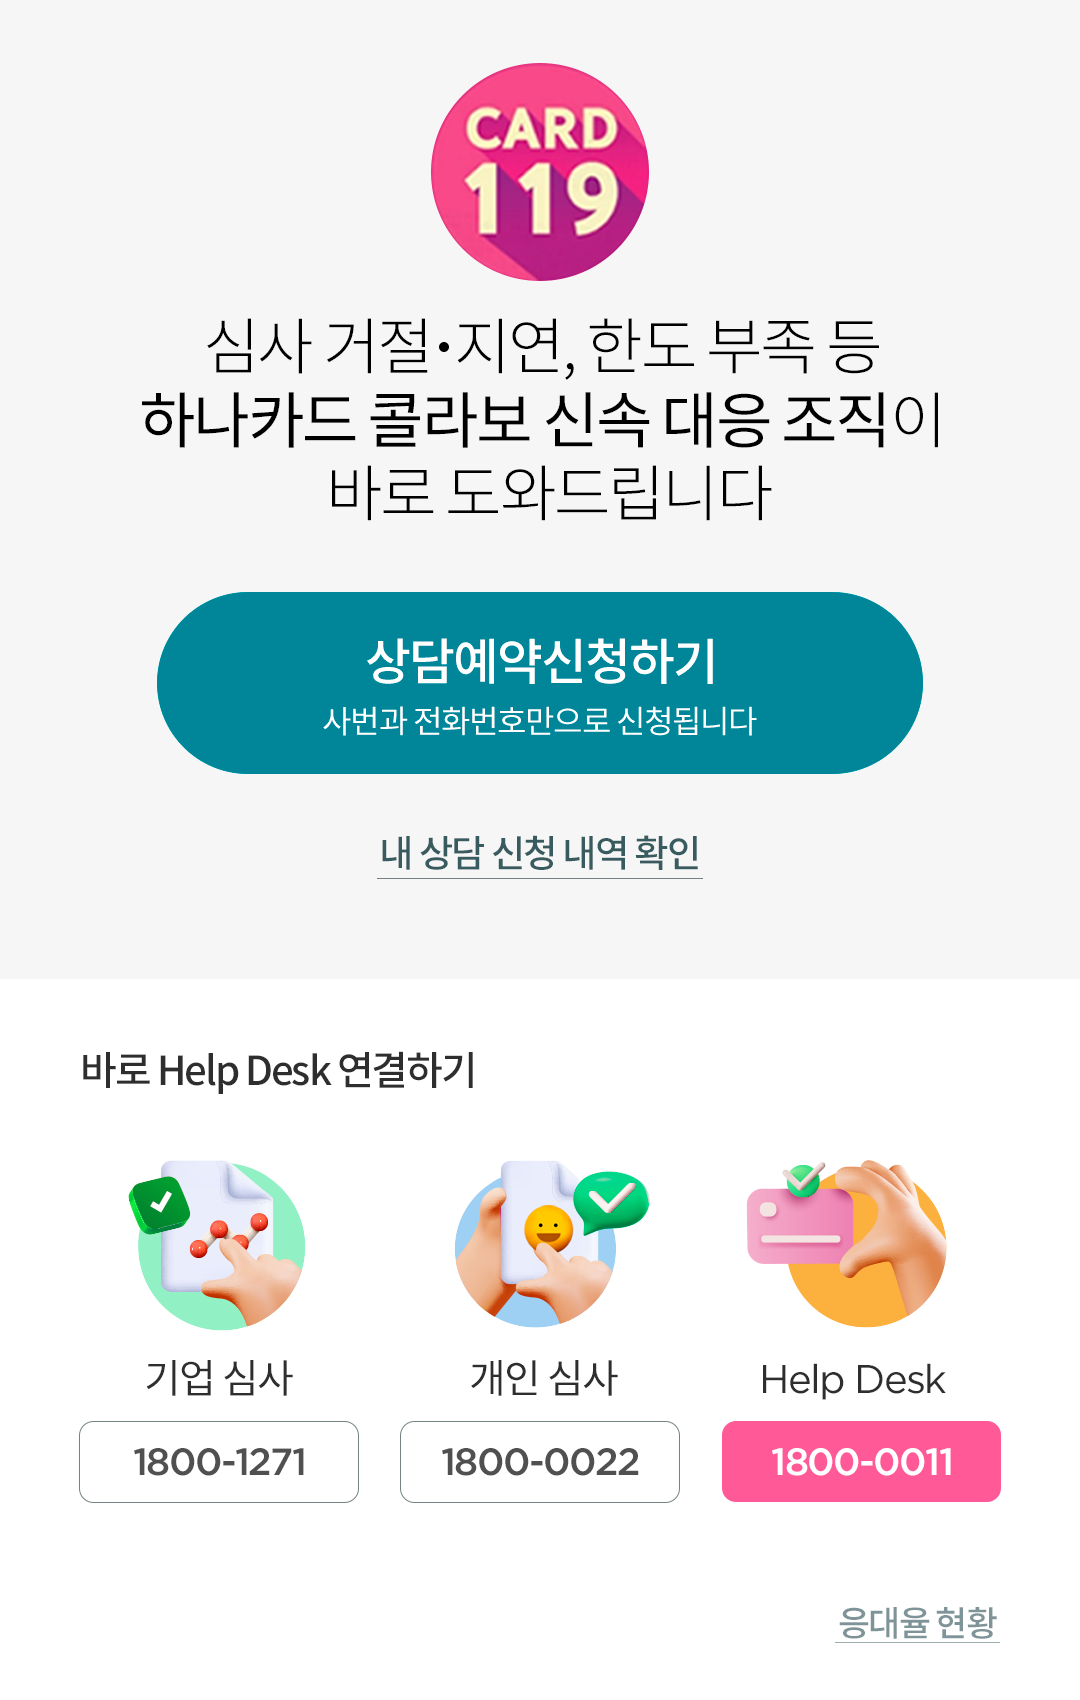 CARD
119
심사 거절•지연, 한도 부족 등
하나카드 콜라보 신속 대응 조직이
바로 도와드립니다
상담예약신청하기
사번과 전화번호만으로 신청됩니다
내 상담 신청 내역 확인
바로 Help Desk 연결하기
기업 심사
개인 심사
Help Desk
1800-1271
1800-0022
1800-0011
응대율 현황